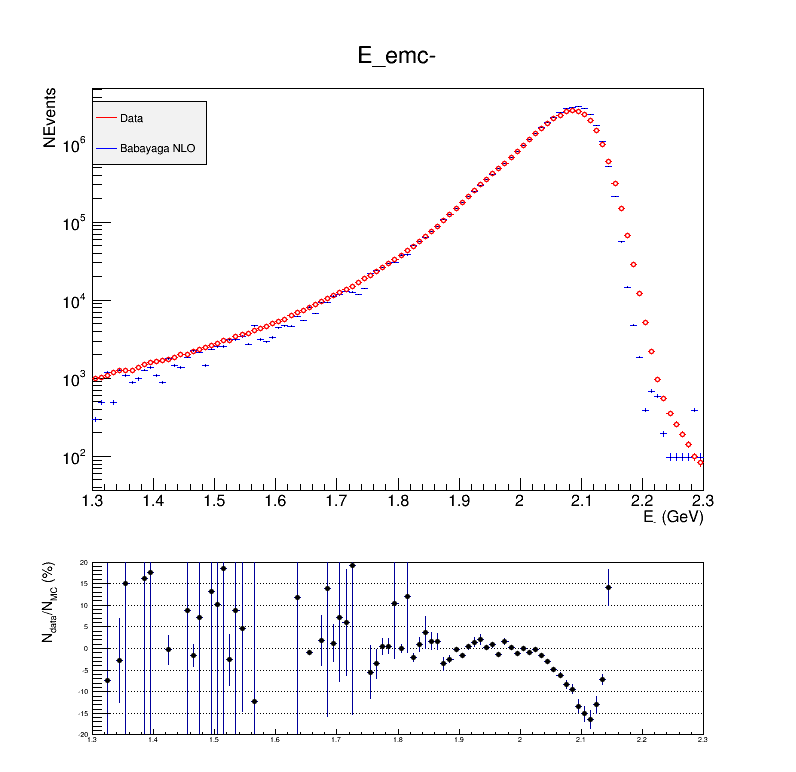 E_emc-
NEvents
Data
Babayaga NLO
10^6
10^5
10^4
10^3
10^2
1.3 1.4 1.5 1.6 1.7 1.8 1.9 2 2.1 2.2 2.3
E_- (GeV)
N_data/N_MC (%)
20
15
10
5
0
-5
-10
-15
-20
1.3 1.4 1.5 1.6 1.7 1.8 1.9 2 2.1 2.2 2.3